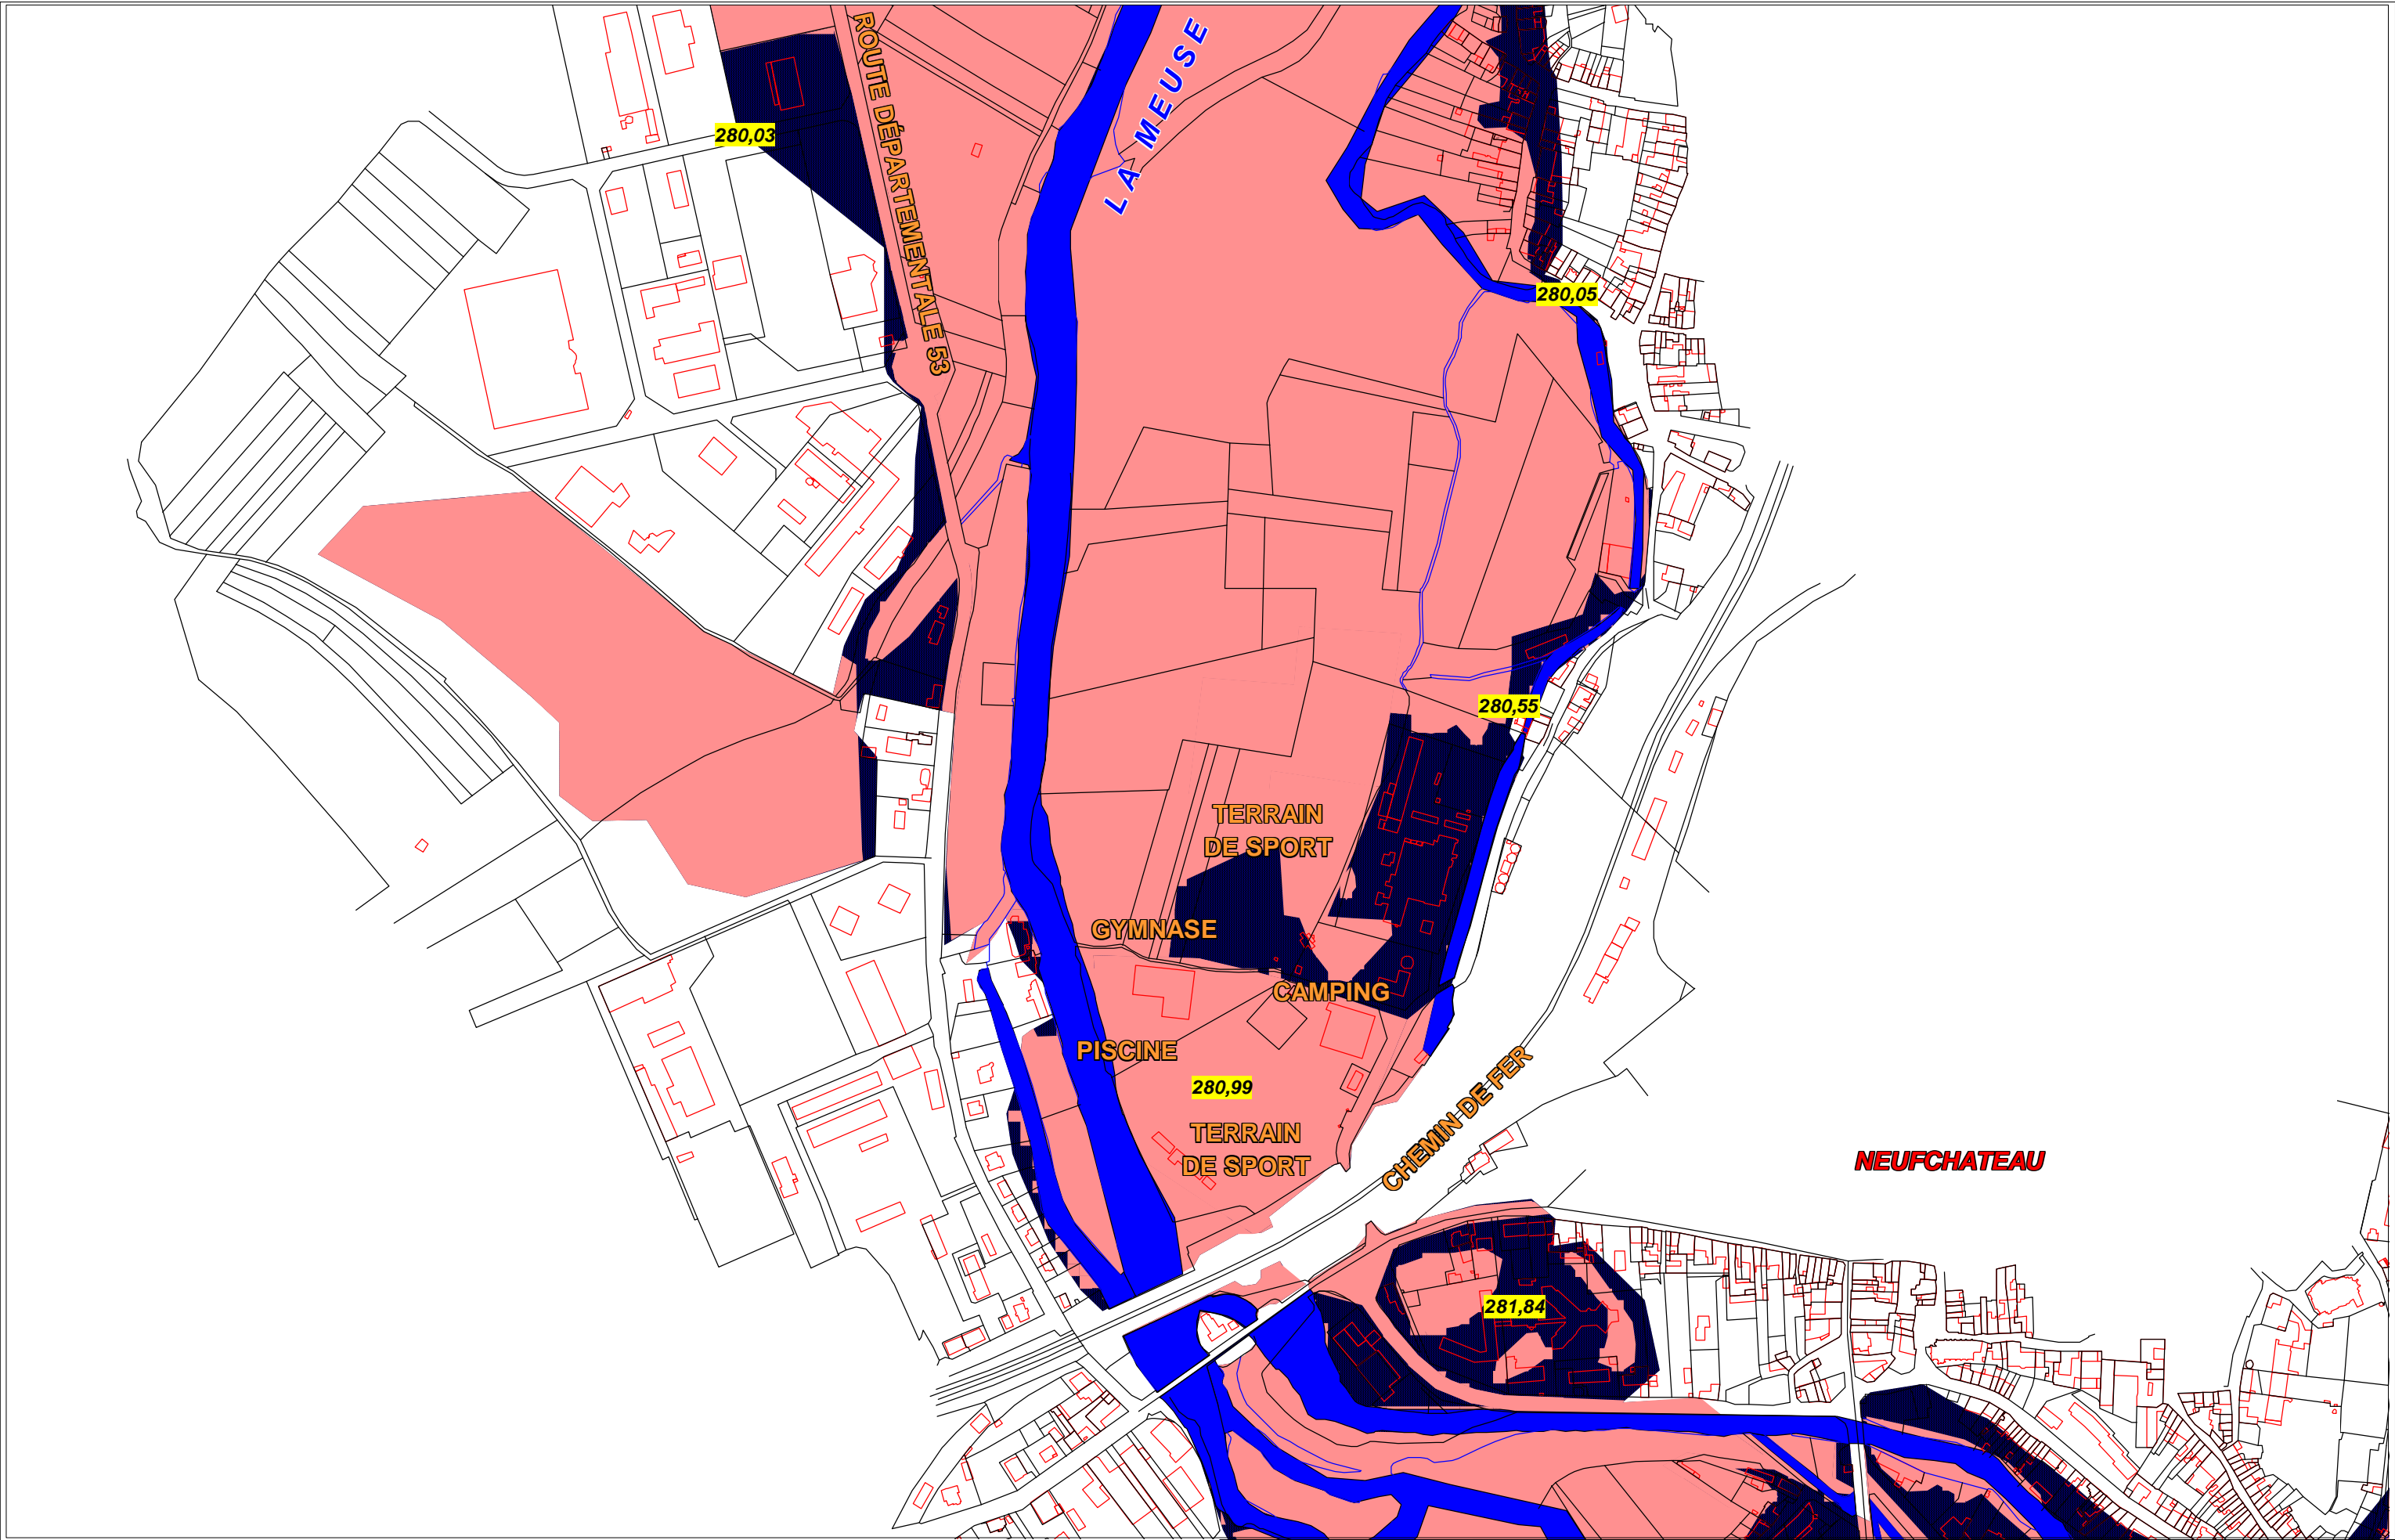 ROUTE DÉPARTEMENTALE 53
LA MEUSE
280,03
280,05
280,55
TERRAIN
DE SPORT
GYMNASE
CAMPING
PISCINE
280,99
TERRAIN
DE SPORT
CHEMIN DE FER
NEUFCHATEAU
281,84